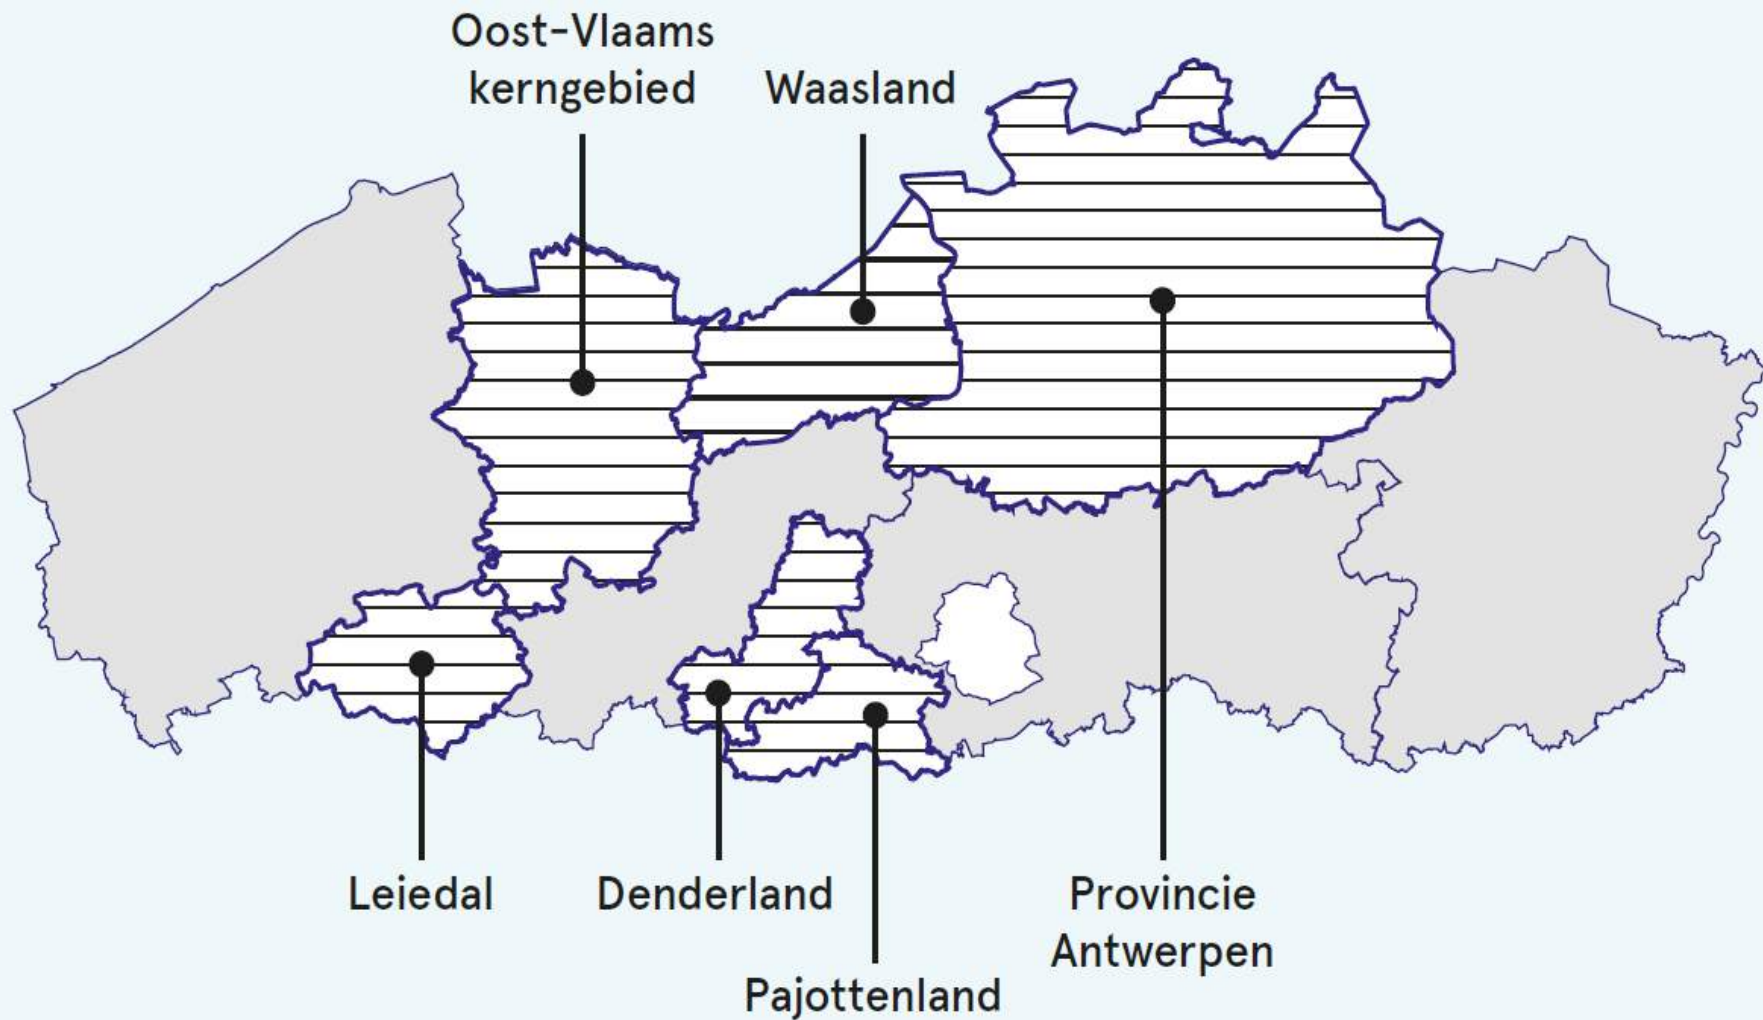 Oost-Vlaams
kerngebied
Waasland
Leiedal
Denderland
Provincie
Antwerpen
Pajottenland